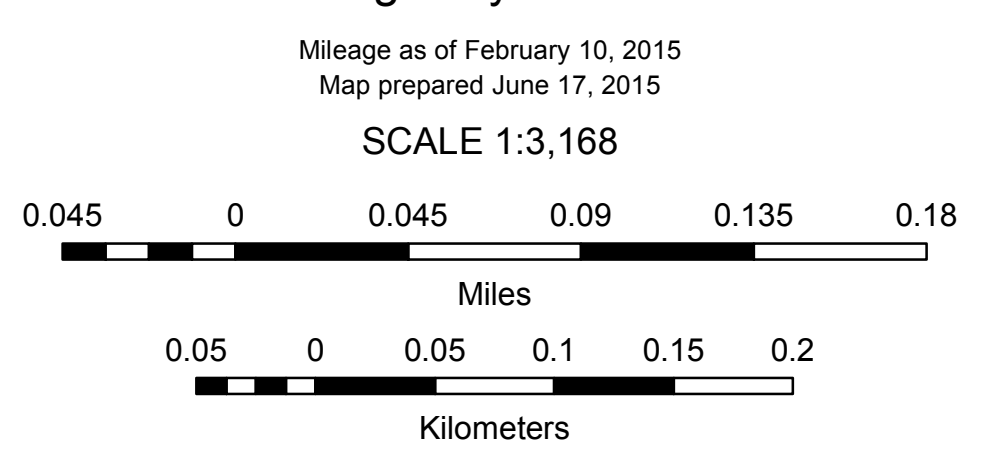 Mileage as of February 10, 2015
Map prepared June 17, 2015
SCALE 1:3,168
0.045 0 0.045 0.09 0.135 0.18
Miles
0.05 0 0.05 0.1 0.15 0.2
Kilometers